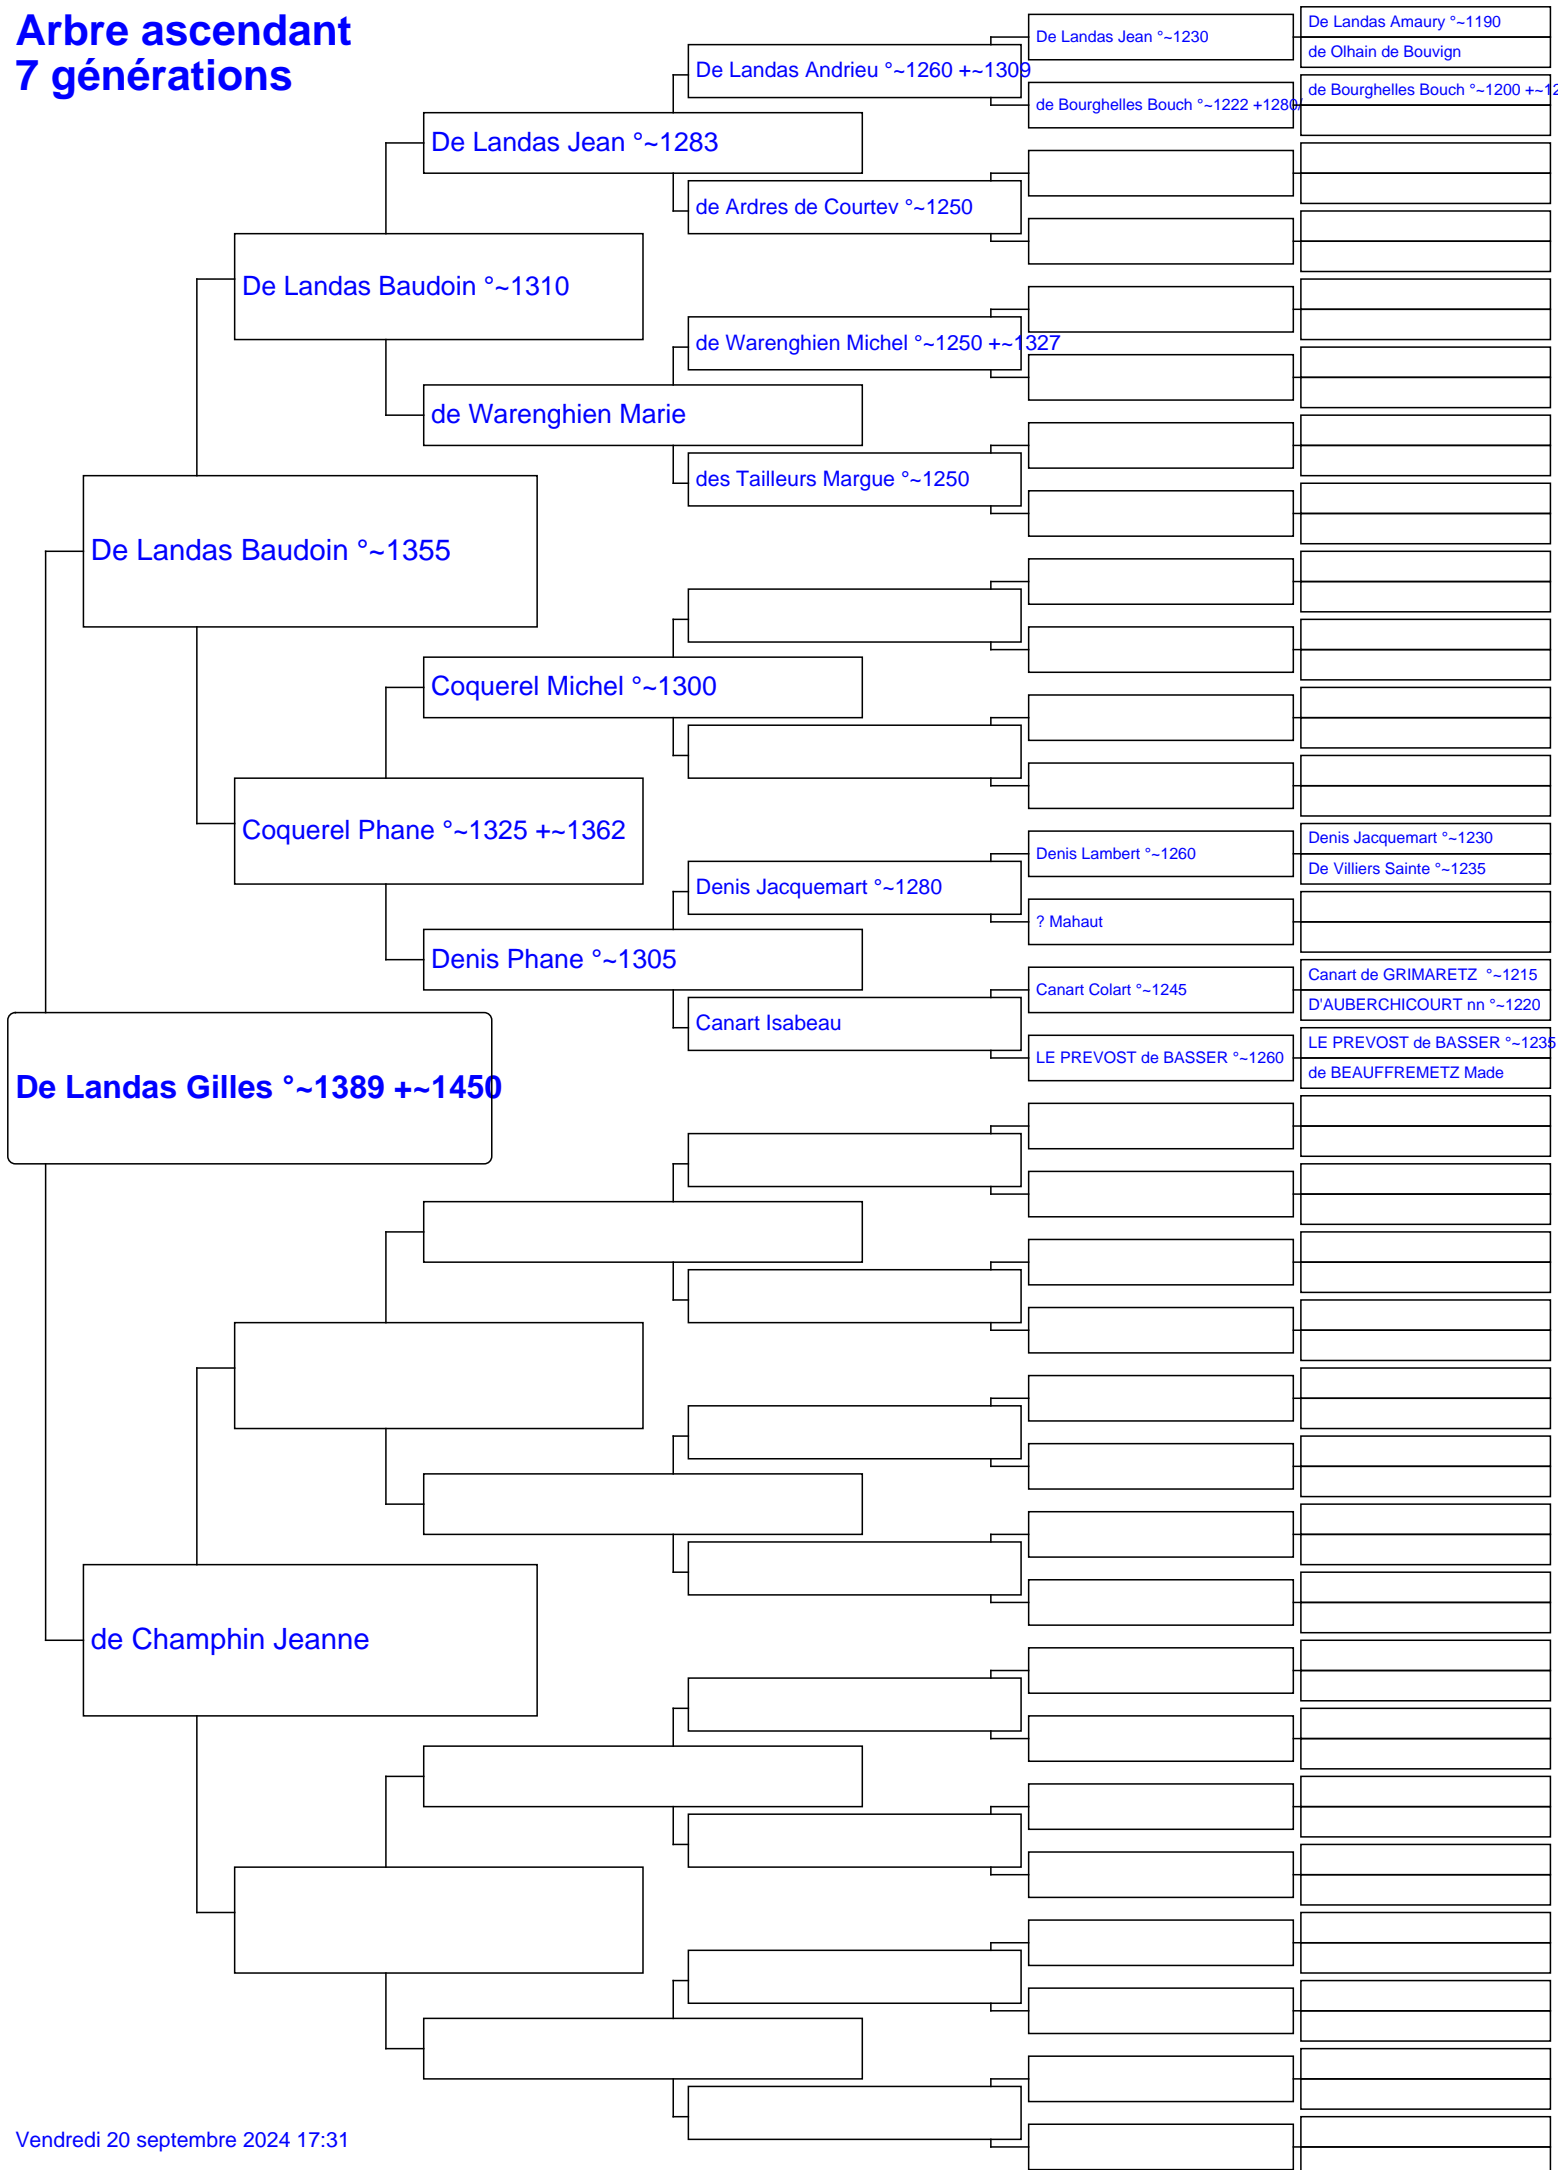 Arbre ascendant
7 générations
De Landas Gilles °~1389 +~1450
De Landas Baudoin °~1355
de Champhin Jeanne
De Landas Baudoin °~1310
Coquerel Phane °~1325 +~1362
De Landas Jean °~1283
de Warenghien Marie
Coquerel Michel °~1300
Denis Phane °~1305
De Landas Andrieu °~1260 +~1309
de Ardres de Courtev °~1250
de Warenghien Michel °~1250 +~1327
des Tailleurs Margue °~1250
Denis Jacquemart °~1280
Canart Isabeau
De Landas Jean °~1230
de Bourghelles Bouch °~1222 +1280/
Denis Lambert °~1260
? Mahaut
Canart Colart °~1245
LE PREVOST de BASSER °~1260
De Landas Amaury °~1190
de Olhain de Bouvign
de Bourghelles Bouch °~1200 +~12
Denis Jacquemart °~1230
De Villiers Sainte °~1235
Canart de GRIMARETZ °~1215
D'AUBERCHICOURT nn °~1220
LE PREVOST de BASSER °~1235
de BEAUFFREMETZ Made
Vendredi 20 septembre 2024 17:31